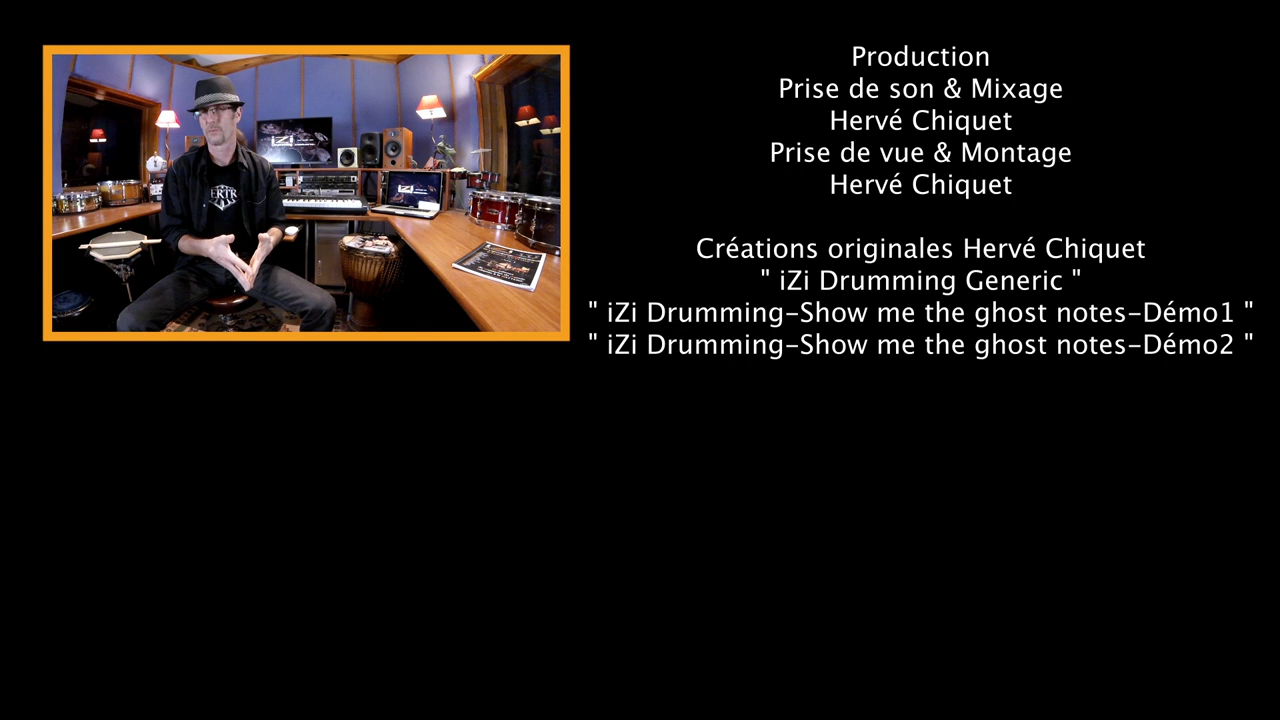 Production
Prise de son & Mixage
Hervé Chiquet
Prise de vue & Montage
Hervé Chiquet
Créations originales Hervé Chiquet
" iZi Drumming Generic "
" iZi Drumming–Show me the ghost notes–Démo1 "
" iZi Drumming–Show me the ghost notes–Démo2 "
iZi